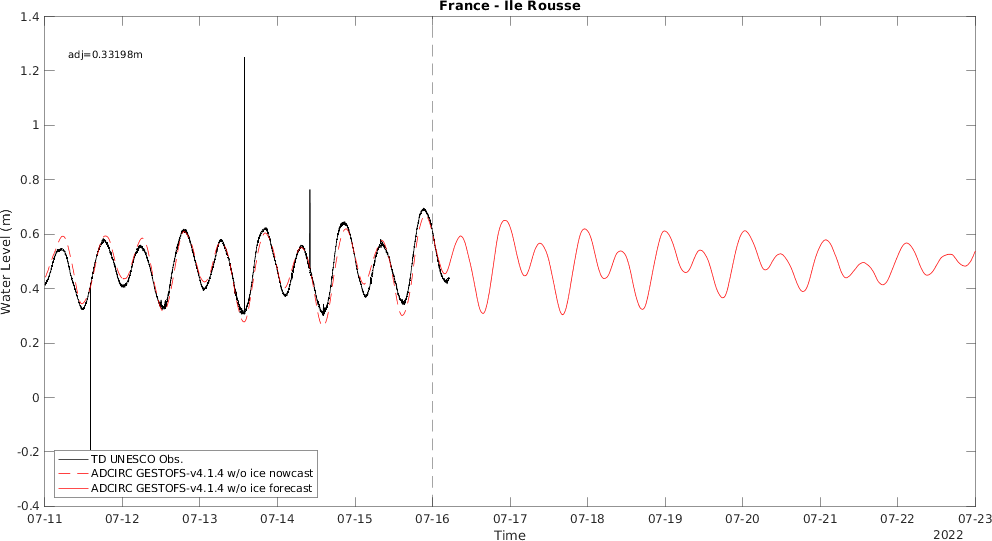 France - Ile Rousse
adj=0.33198m
Water Level (m)
1.4
1.2
1
0.8
0.6
0.4
0.2
0
-0.2
-0.4
TD UNESCO Obs.
ADCIRC GESTOFS-v4.1.4 w/o ice nowcast
ADCIRC GESTOFS-v4.1.4 w/o ice forecast
07-11 07-12 07-13 07-14 07-15 07-16 07-17 07-18 07-19 07-20 07-21 07-22 07-23
Time
2022